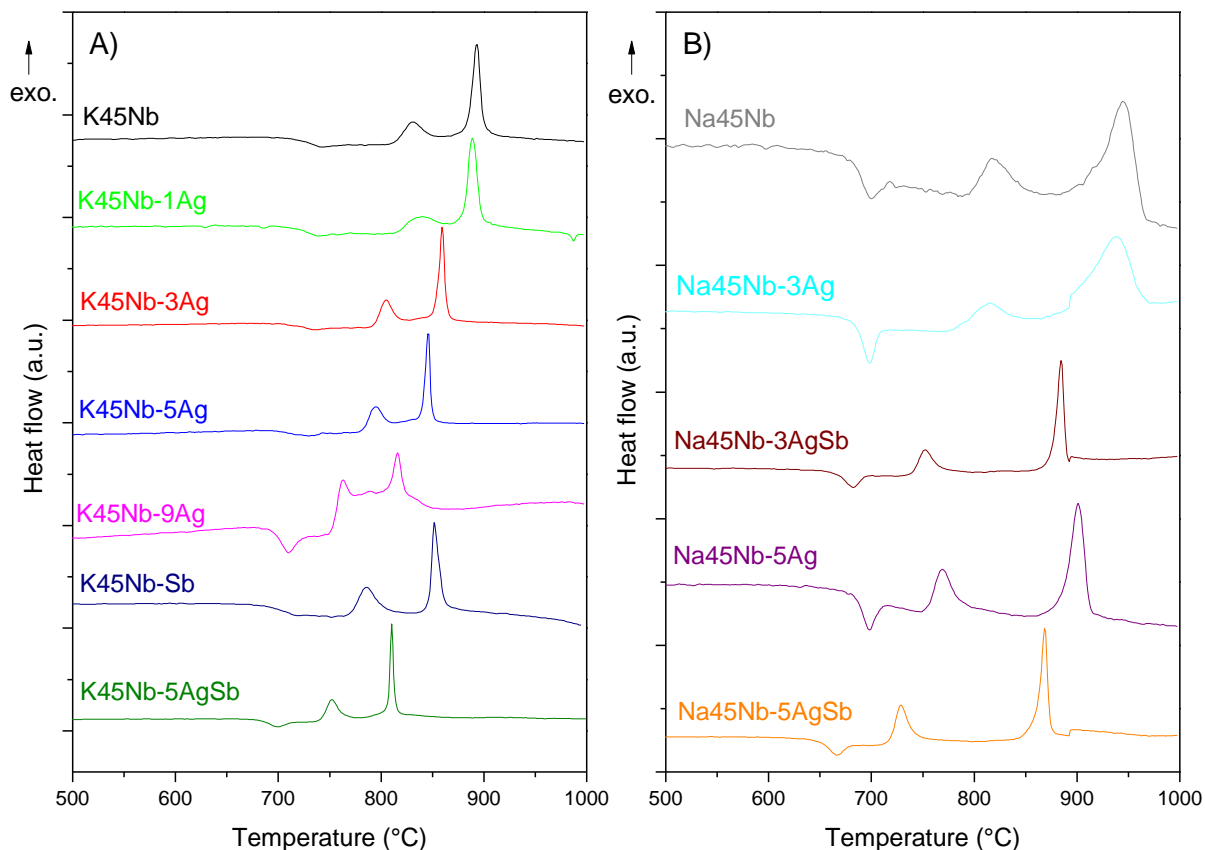 A)
exo.
K45Nb
K45Nb-1Ag
K45Nb-3Ag
K45Nb-5Ag
K45Nb-9Ag
K45Nb-Sb
K45Nb-5AgSb
Heat flow (a.u.)
500 600 700 800 900 1000
Temperature (°C)
B)
exo.
Na45Nb
Na45Nb-3Ag
Na45Nb-3AgSb
Na45Nb-5Ag
Na45Nb-5AgSb
Heat flow (a.u.)
500 600 700 800 900 1000
Temperature (°C)